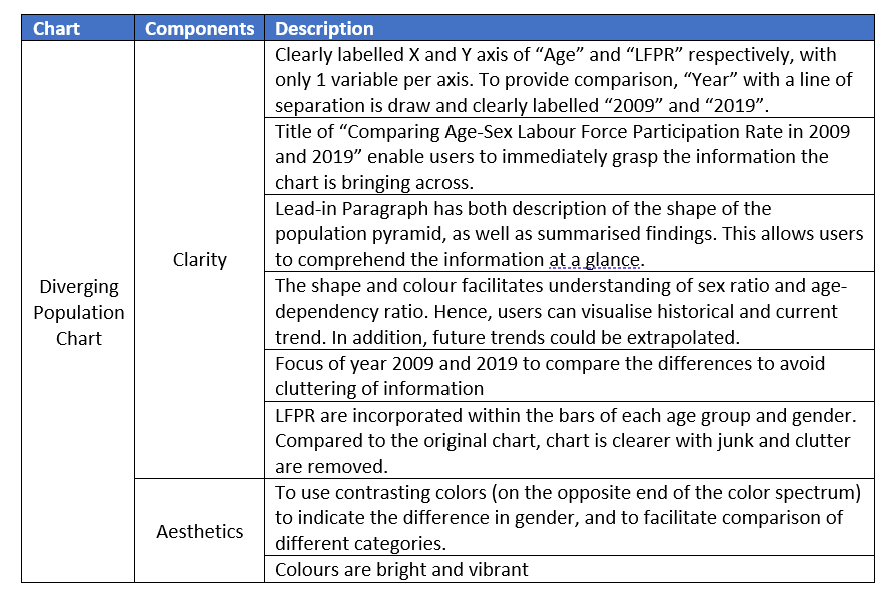 Chart Components Description
Clearly labelled X and Y axis of “Age” and “LFPR” respectively, with
only 1 variable per axis. To provide comparison, “Year” with a line of
separation is draw and clearly labelled “2009” and “2019”.
Title of “Comparing Age-Sex Labour Force Participation Rate in 2009
and 2019” enable users to immediately grasp the information the
chart is bringing across.
Lead-in Paragraph has both description of the shape of the
population pyramid, as well as summarised findings. This allows users
to comprehend the information at a glance.
The shape and colour facilitates understanding of sex ratio and age-
dependency ratio. Hence, users can visualise historical and current
trend. In addition, future trends could be extrapolated.
Focus of year 2009 and 2019 to compare the differences to avoid
cluttering of information
LFPR are incorporated within the bars of each age group and gender.
Compared to the original chart, chart is clearer with junk and clutter
are removed.
Clarity
Diverging
Population
Chart
To use contrasting colors (on the opposite end of the color spectrum)
to indicate the difference in gender, and to facilitate comparison of
different categories.
Aesthetics
Colours are bright and vibrant